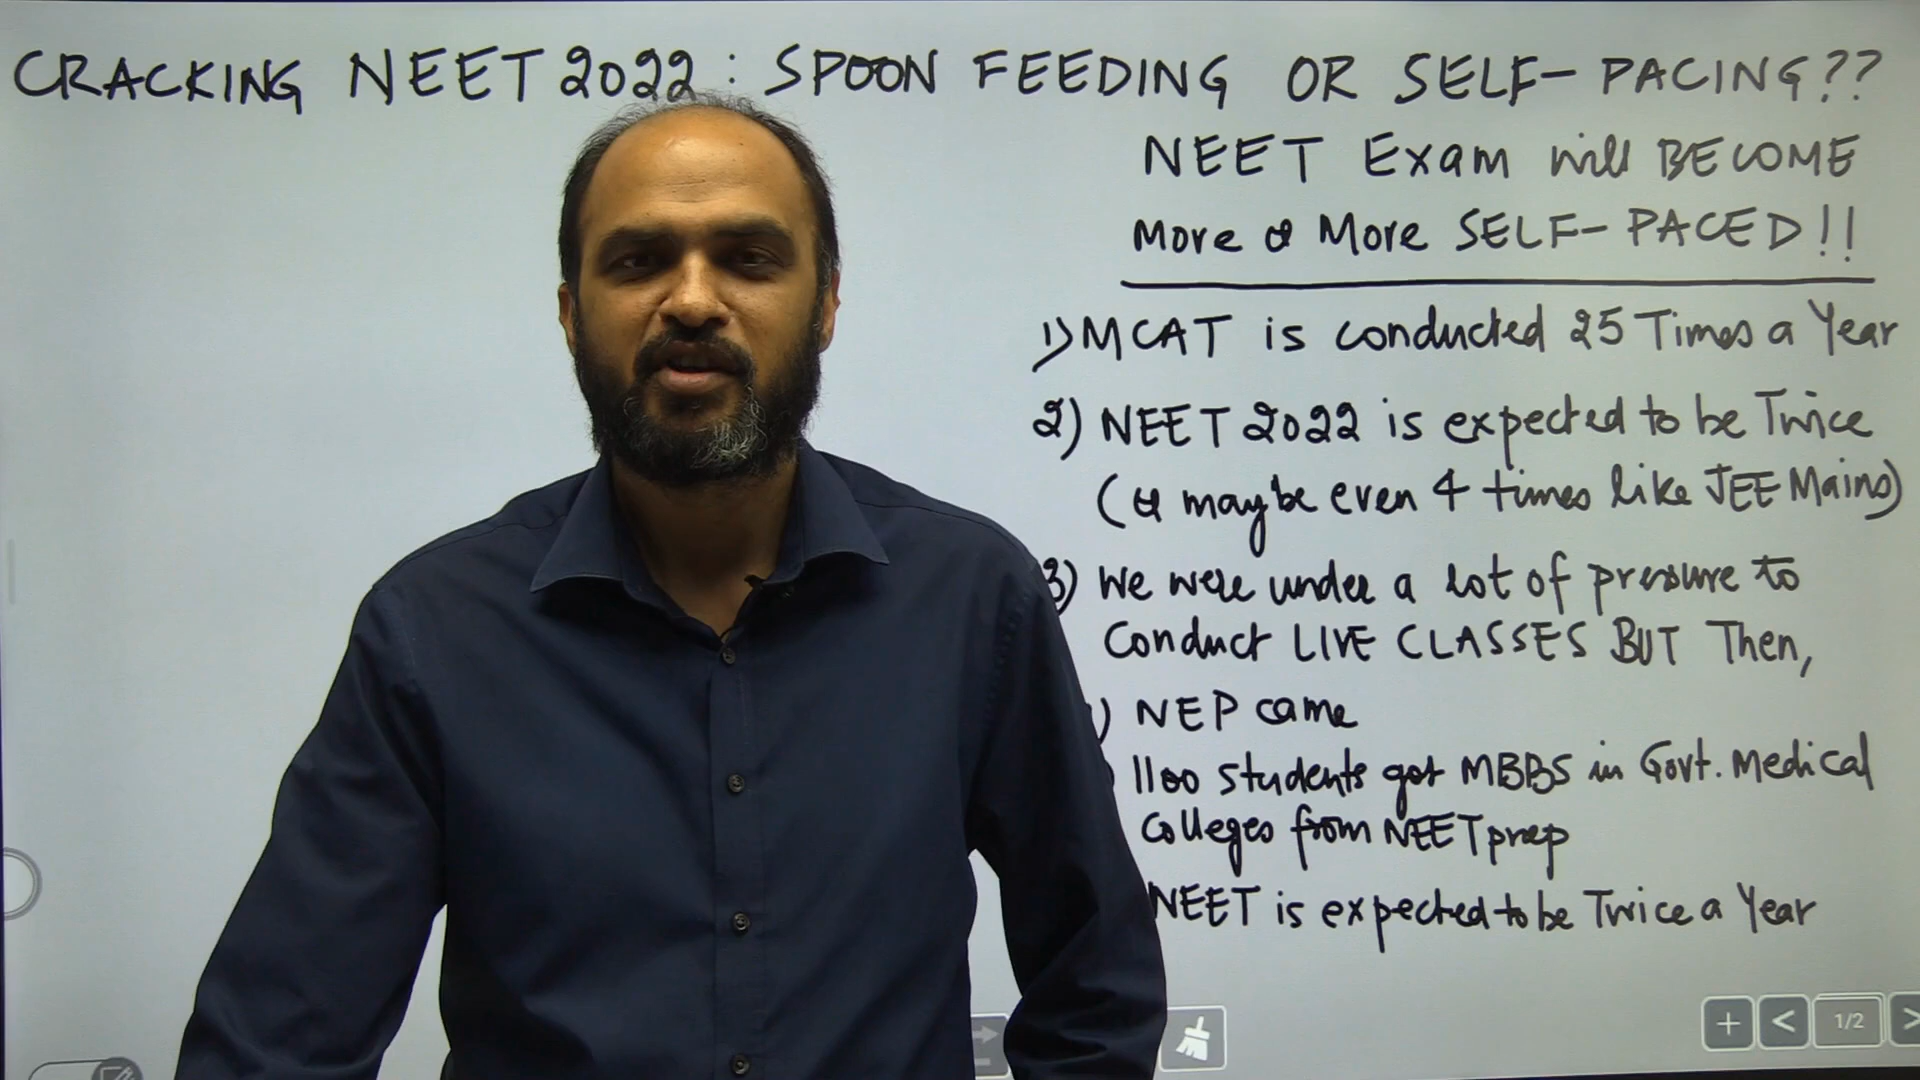 CRACKING NEET 2022 : SPOON FEEDING OR SELF-PACING??
NEET Exam will BECOME
More & More SELF-PACED!!
1) MCAT is conducted 25 Times a Year
2) NEET 2022 is expected to be Twice
(& maybe even 4 times like JEE Mains)
3) We were under a lot of pressure to
Conduct LIVE CLASSES BUT Then,
) NEP came
) 1100 students got MBBS in Govt. Medical
Colleges from NEETprep
NEET is expected to be Twice a Year
+ < 1/2 >